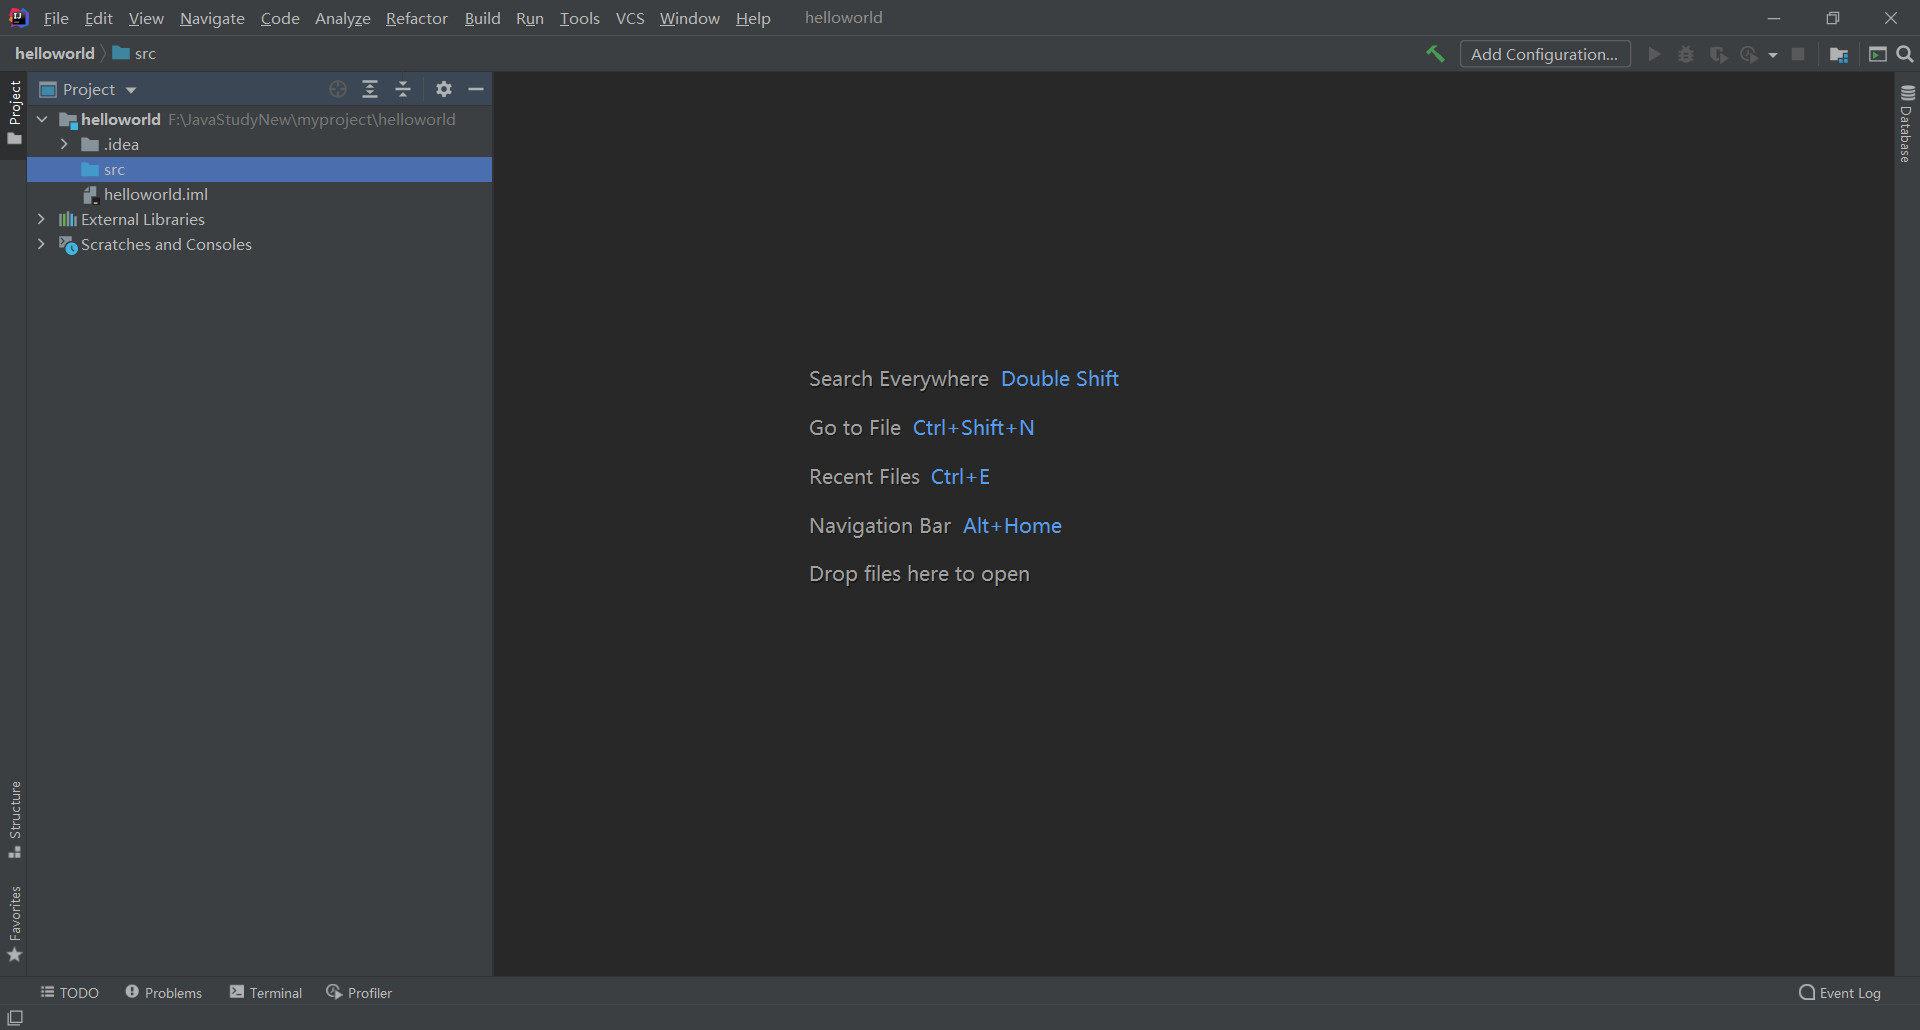 File Edit View Navigate Code Analyze Refactor Build Run Tools VCS Window Help helloworld
helloworld src
Add Configuration...
Project
Project
helloworld F:\JavaStudyNew\myproject\helloworld
.idea
src
helloworld.iml
External Libraries
Scratches and Consoles
Search Everywhere Double Shift
Go to File Ctrl+Shift+N
Recent Files Ctrl+E
Navigation Bar Alt+Home
Drop files here to open
Database
Structure
Favorites
TODO Problems Terminal Profiler Event Log